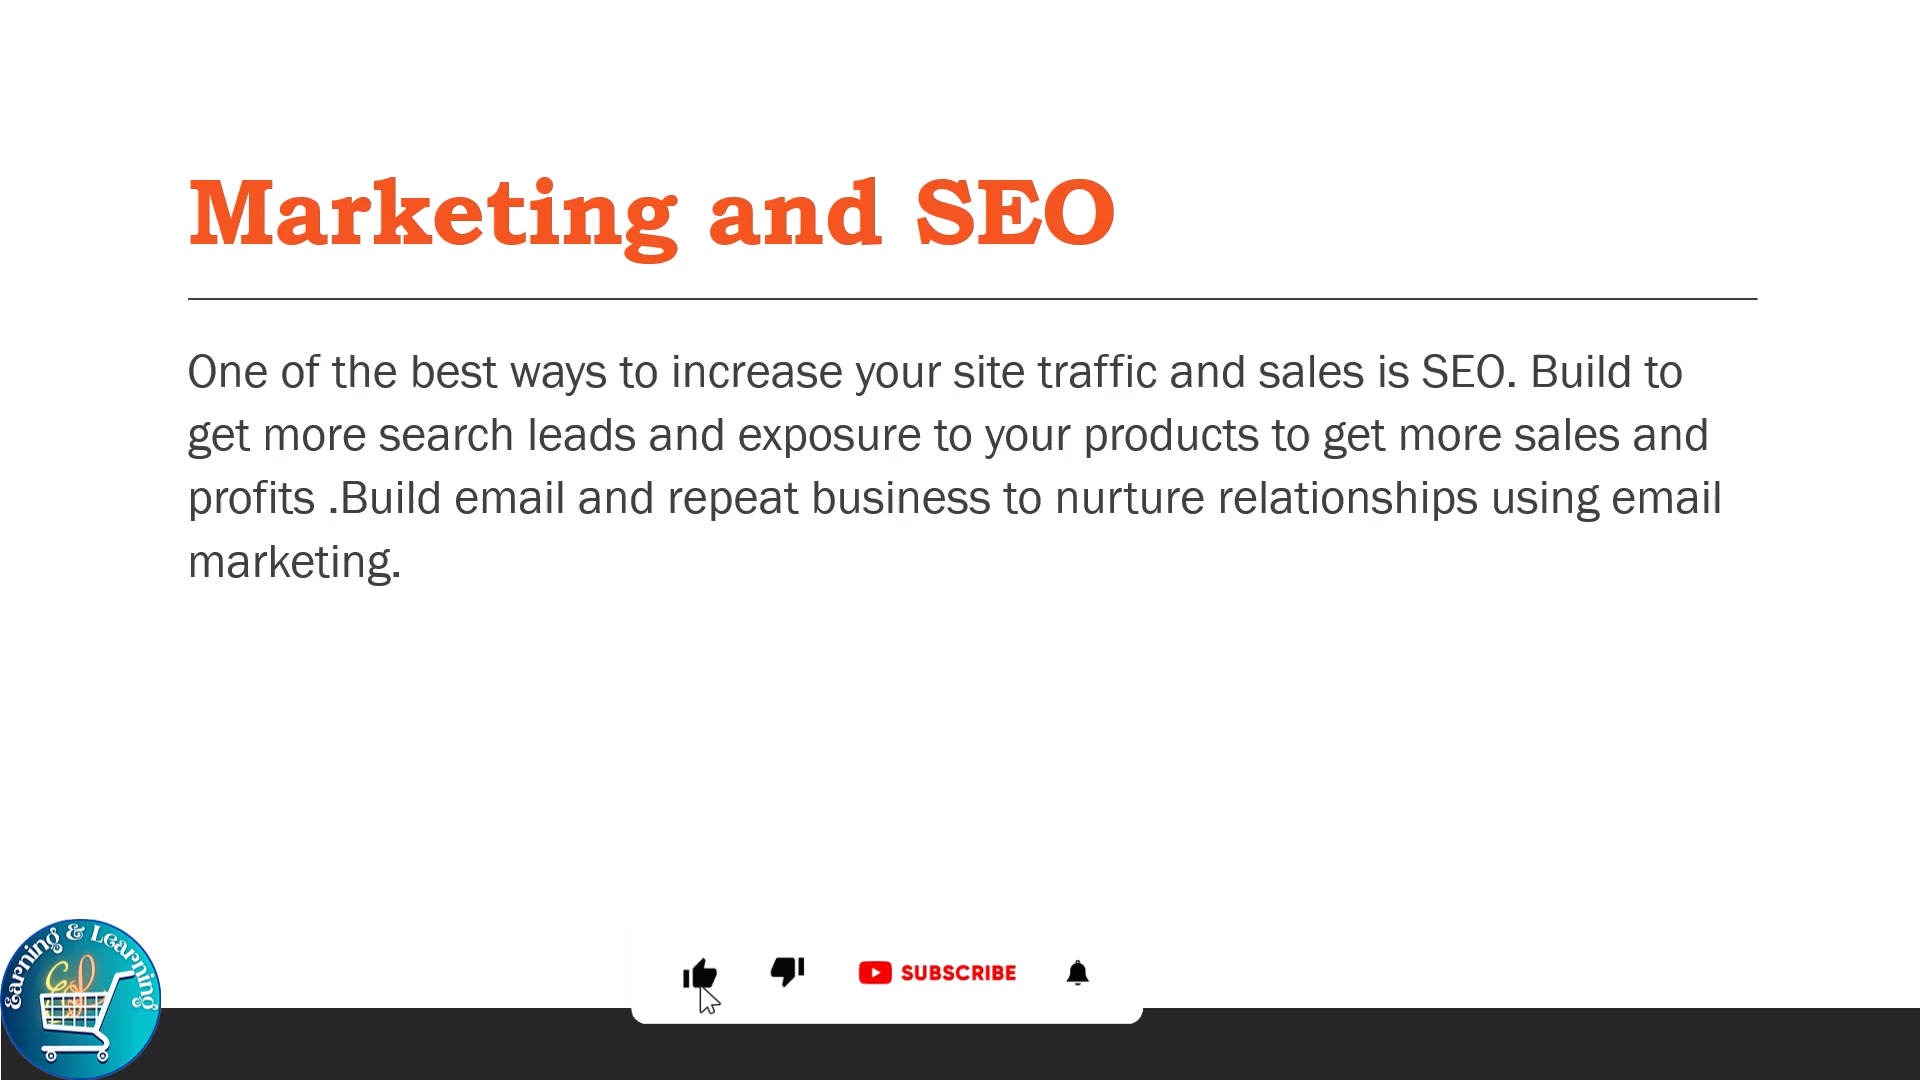 Marketing and SEO
One of the best ways to increase your site traffic and sales is SEO. Build to
get more search leads and exposure to your products to get more sales and
profits .Build email and repeat business to nurture relationships using email
marketing.
Earning & Learning
SUBSCRIBE